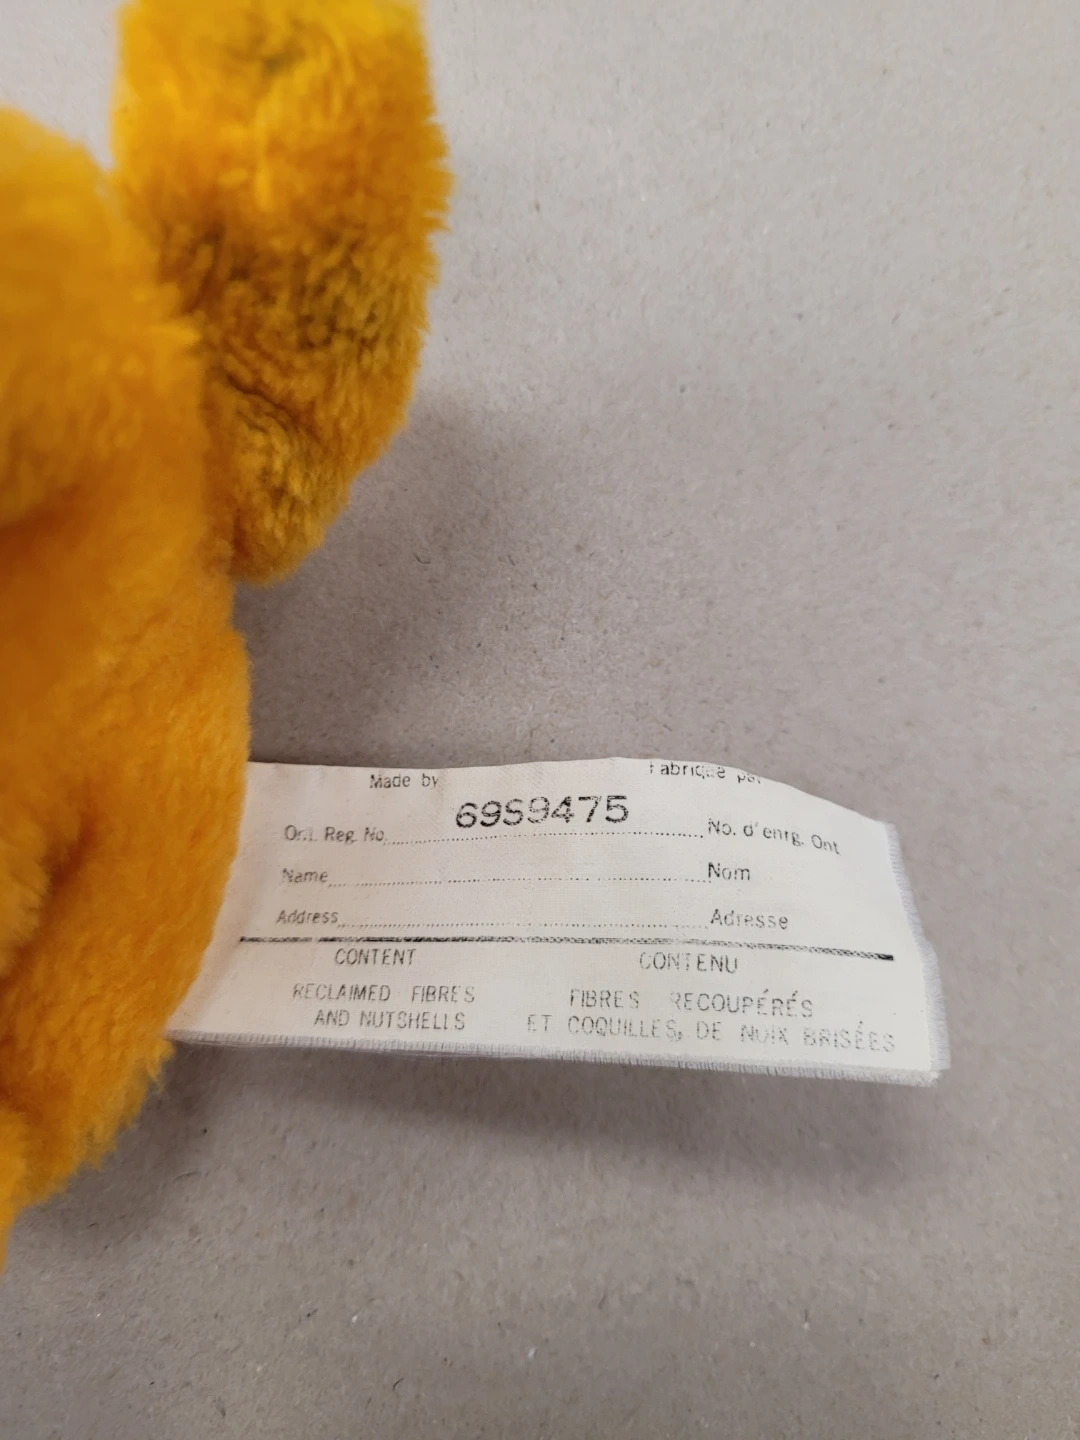 Made by Fabriqué par
69S9475
Ont. Reg. No. No. d'enrg. Ont
Name Nom
Address Adresse
CONTENT CONTENU
RECLAIMED FIBRES FIBRES RECOUPÉRÉS
AND NUTSHELLS ET COQUILLES, DE NOIX BRISÉES